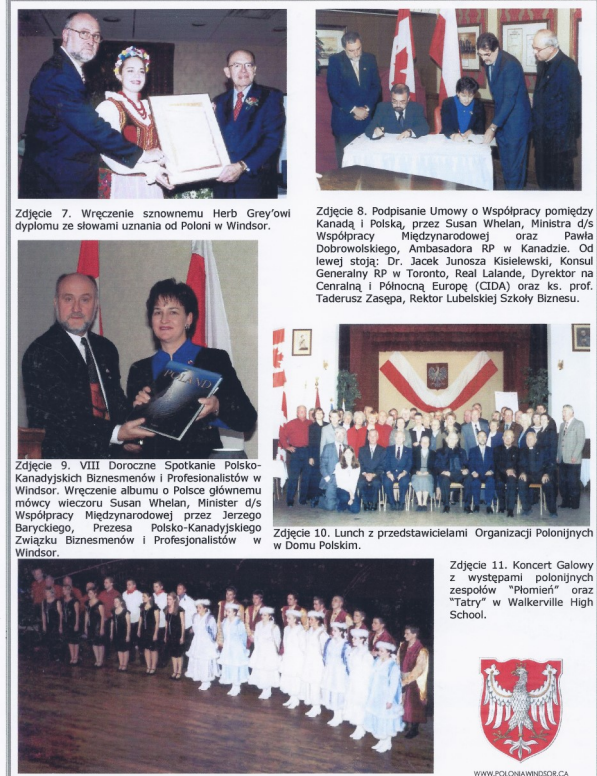 Zdjęcie 7. Wręczenie sznownemu Herb Grey’owi
dyplomu ze słowami uznania od Poloni w Windsor.
Zdjęcie 8. Podpisanie Umowy o Współpracy pomiędzy
Kanadą i Polską, przez Susan Whelan, Ministra d/s
Współpracy Międzynarodowej oraz Pawła
Dobrowolskiego, Ambasadora RP w Kanadzie. Od
lewej stoją: Dr. Jacek Junosza Kisielewski, Konsul
Generalny RP w Toronto, Real Lalande, Dyrektor na
Cenralną i Północną Europę (CIDA) oraz ks. prof.
Taderusz Zasępa, Rektor Lubelskiej Szkoły Biznesu.
POLAND
Zdjęcie 9. VIII Doroczne Spotkanie Polsko-
Kanadyjskich Biznesmenów i Profesionalistów w
Windsor. Wręczenie albumu o Polsce głównemu
mówcy wieczoru Susan Whelan, Minister d/s
Współpracy Międzynarodowej przez Jerzego
Baryckiego, Prezesa Polsko-Kanadyjskiego
Związku Biznesmenów i Profesjonalistów w
Windsor.
Zdjęcie 10. Lunch z przedstawicielami Organizacji Polonijnych
w Domu Polskim.
Zdjęcie 11. Koncert Galowy
z występami polonijnych
zespołów “Płomień” oraz
“Tatry” w Walkerville High
School.
WWW.POLONIAWINDSOR.CA